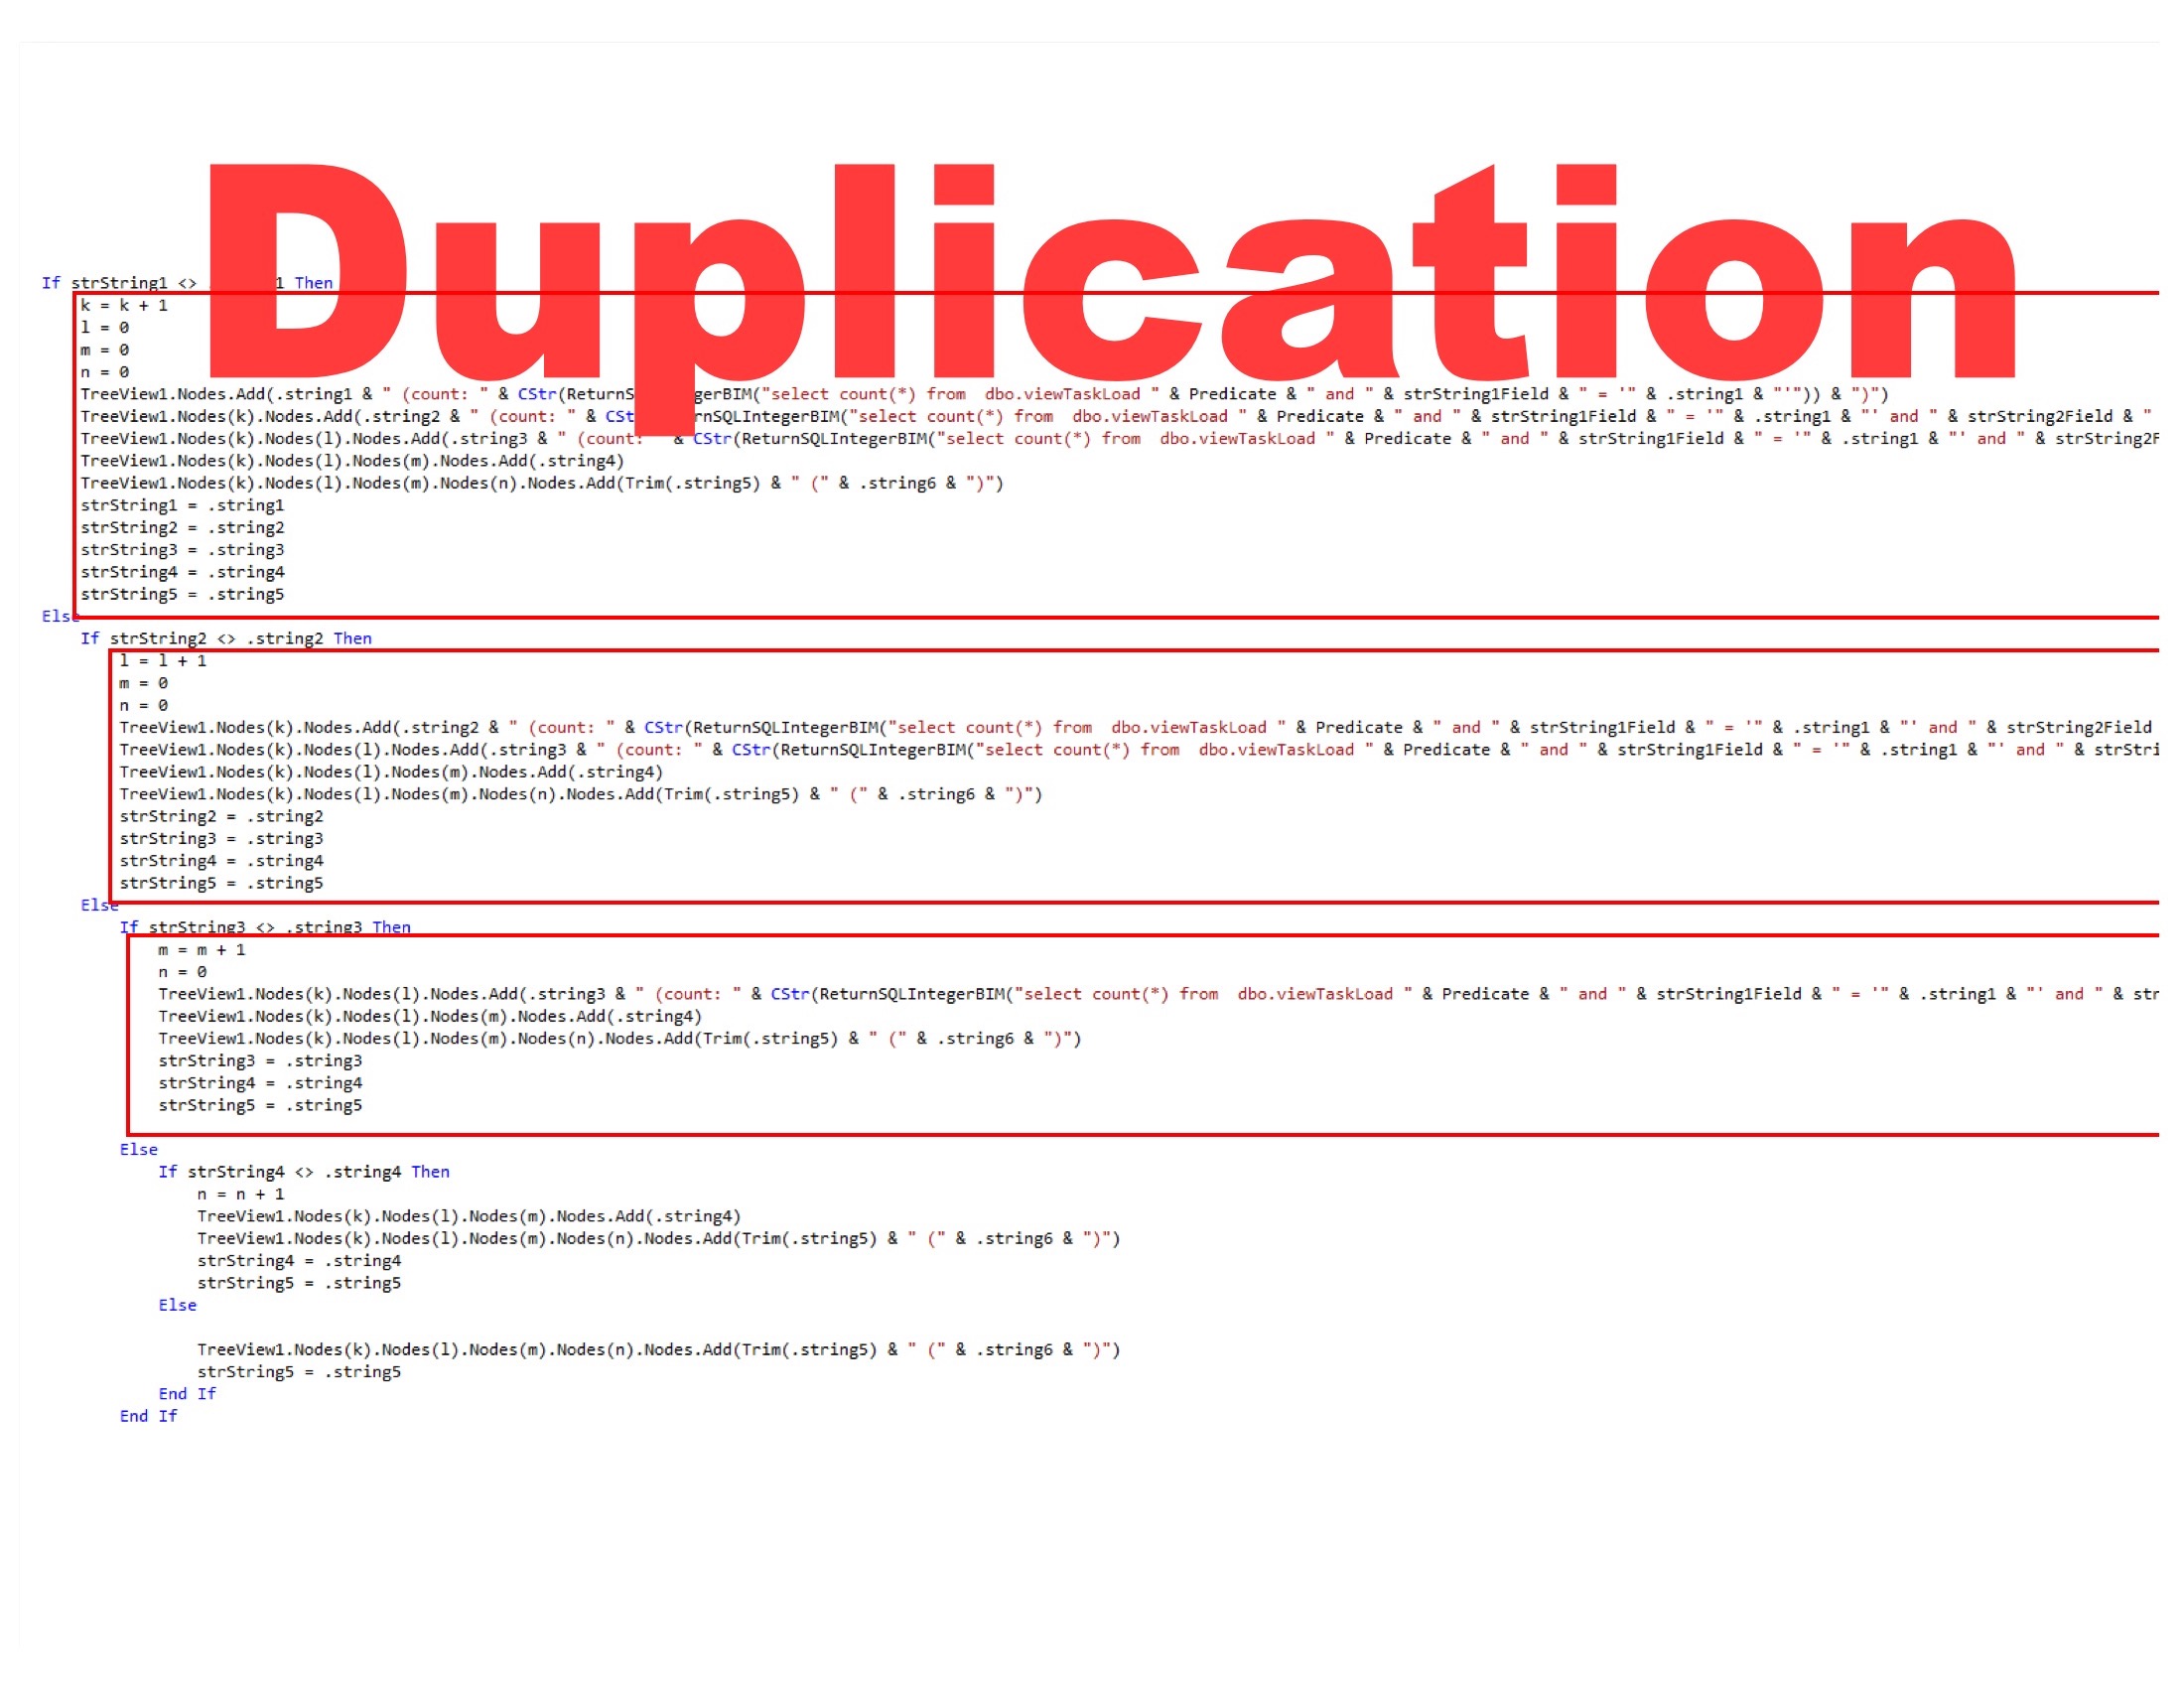 Duplication
If strString1 <> 1 Then
k = k + 1
l = 0
m = 0
n = 0
TreeView1.Nodes.Add(.string1 & " (count: " & CStr(ReturnS gerBIM("select count(*) from  dbo.viewTaskLoad " & Predicate & " and " & strString1Field & " = '" & .string1 & "'")) & ")")
TreeView1.Nodes(k).Nodes.Add(.string2 & " (count: " & CSt rnSQLIntegerBIM("select count(*) from  dbo.viewTaskLoad " & Predicate & " and " & strString1Field & " = '" & .string1 & "' and " & strString2Field & "
TreeView1.Nodes(k).Nodes(l).Nodes.Add(.string3 & " (count: & CStr(ReturnSQLIntegerBIM("select count(*) from  dbo.viewTaskLoad " & Predicate & " and " & strString1Field & " = '" & .string1 & "' and " & strString2F
TreeView1.Nodes(k).Nodes(l).Nodes(m).Nodes.Add(.string4)
TreeView1.Nodes(k).Nodes(l).Nodes(m).Nodes(n).Nodes.Add(Trim(.string5) & " (" & .string6 & ")")
strString1 = .string1
strString2 = .string2
strString3 = .string3
strString4 = .string4
strString5 = .string5
Else
If strString2 <> .string2 Then
l = l + 1
m = 0
n = 0
TreeView1.Nodes(k).Nodes.Add(.string2 & " (count: " & CStr(ReturnSQLIntegerBIM("select count(*) from  dbo.viewTaskLoad " & Predicate & " and " & strString1Field & " = '" & .string1 & "' and " & strString2Field
TreeView1.Nodes(k).Nodes(l).Nodes.Add(.string3 & " (count: " & CStr(ReturnSQLIntegerBIM("select count(*) from  dbo.viewTaskLoad " & Predicate & " and " & strString1Field & " = '" & .string1 & "' and " & strStri
TreeView1.Nodes(k).Nodes(l).Nodes(m).Nodes.Add(.string4)
TreeView1.Nodes(k).Nodes(l).Nodes(m).Nodes(n).Nodes.Add(Trim(.string5) & " (" & .string6 & ")")
strString2 = .string2
strString3 = .string3
strString4 = .string4
strString5 = .string5
Else
If strString3 <> .string3 Then
m = m + 1
n = 0
TreeView1.Nodes(k).Nodes(l).Nodes.Add(.string3 & " (count: " & CStr(ReturnSQLIntegerBIM("select count(*) from  dbo.viewTaskLoad " & Predicate & " and " & strString1Field & " = '" & .string1 & "' and " & str
TreeView1.Nodes(k).Nodes(l).Nodes(m).Nodes.Add(.string4)
TreeView1.Nodes(k).Nodes(l).Nodes(m).Nodes(n).Nodes.Add(Trim(.string5) & " (" & .string6 & ")")
strString3 = .string3
strString4 = .string4
strString5 = .string5
Else
If strString4 <> .string4 Then
n = n + 1
TreeView1.Nodes(k).Nodes(l).Nodes(m).Nodes.Add(.string4)
TreeView1.Nodes(k).Nodes(l).Nodes(m).Nodes(n).Nodes.Add(Trim(.string5) & " (" & .string6 & ")")
strString4 = .string4
strString5 = .string5
Else
TreeView1.Nodes(k).Nodes(l).Nodes(m).Nodes(n).Nodes.Add(Trim(.string5) & " (" & .string6 & ")")
strString5 = .string5
End If
End If